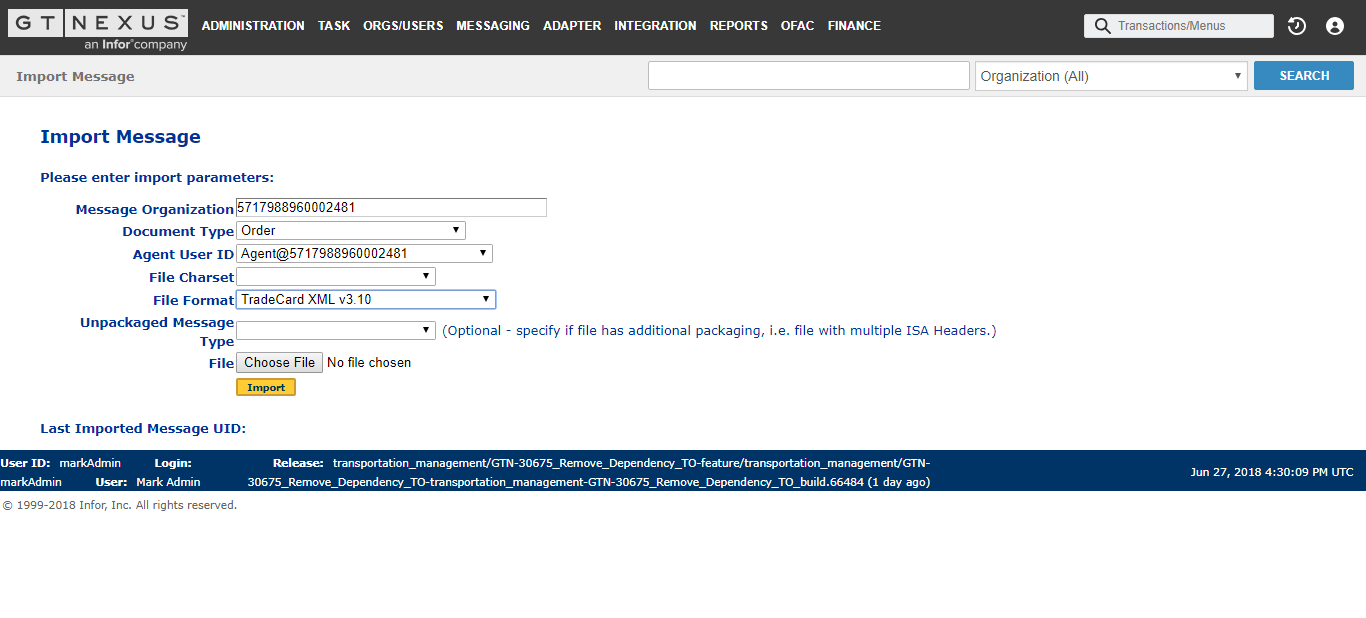 GT NEXUS™
an Infor® company
ADMINISTRATION TASK ORGS/USERS MESSAGING ADAPTER INTEGRATION REPORTS OFAC FINANCE
Transactions/Menus
Import Message
Organization (All)
SEARCH
Import Message
Please enter import parameters:
Message Organization 5717988960002481
Document Type Order
Agent User ID Agent@5717988960002481
File Charset
File Format TradeCard XML v3.10
Unpackaged Message
Type
(Optional - specify if file has additional packaging, i.e. file with multiple ISA Headers.)
File Choose File No file chosen
Import
Last Imported Message UID:
User ID: markAdmin Login:
markAdmin User: Mark Admin
Release: transportation_management/GTN-30675_Remove_Dependency_TO-feature/transportation_management/GTN-
30675_Remove_Dependency_TO-transportation_management-GTN-30675_Remove_Dependency_TO_build.66484 (1 day ago)
Jun 27, 2018 4:30:09 PM UTC
© 1999-2018 Infor, Inc. All rights reserved.